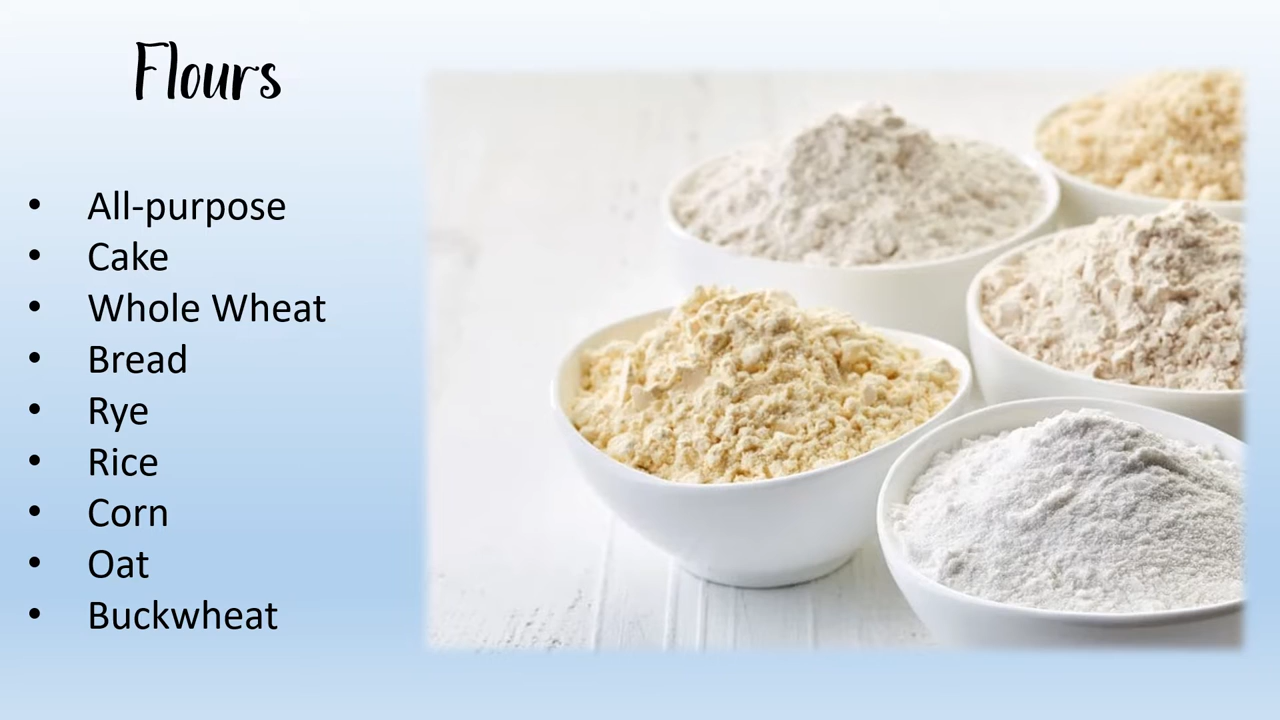 Flours
• All-purpose
• Cake
• Whole Wheat
• Bread
• Rye
• Rice
• Corn
• Oat
• Buckwheat